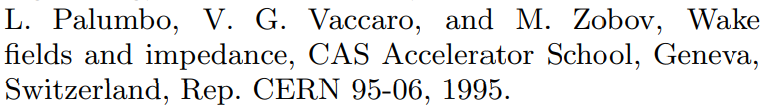 L. Palumbo, V. G. Vaccaro, and M. Zobov, Wake
fields and impedance, CAS Accelerator School, Geneva,
Switzerland, Rep. CERN 95-06, 1995.